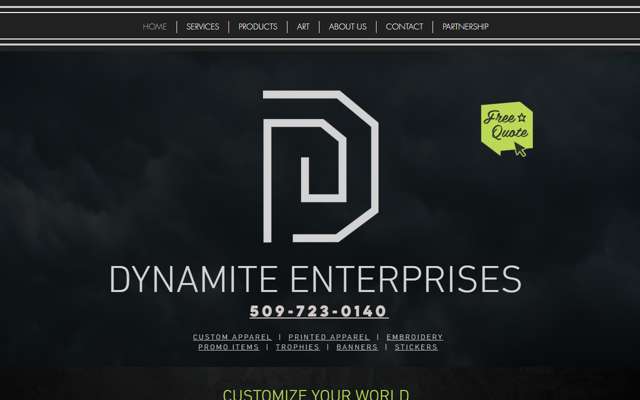 HOME | SERVICES | PRODUCTS | ART | ABOUT US | CONTACT | PARTNERSHIP
Free
Quote
DYNAMITE ENTERPRISES
509-723-0140
CUSTOM APPAREL | PRINTED APPAREL | EMBROIDERY
PROMO ITEMS | TROPHIES | BANNERS | STICKERS
CUSTOMIZE YOUR WORLD